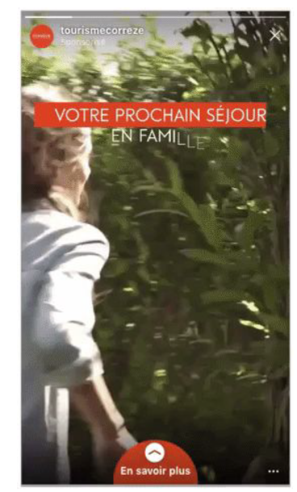 tourismecorreze
VOTRE PROCHAIN SÉJOUR
EN FAMILLE
En savoir plus